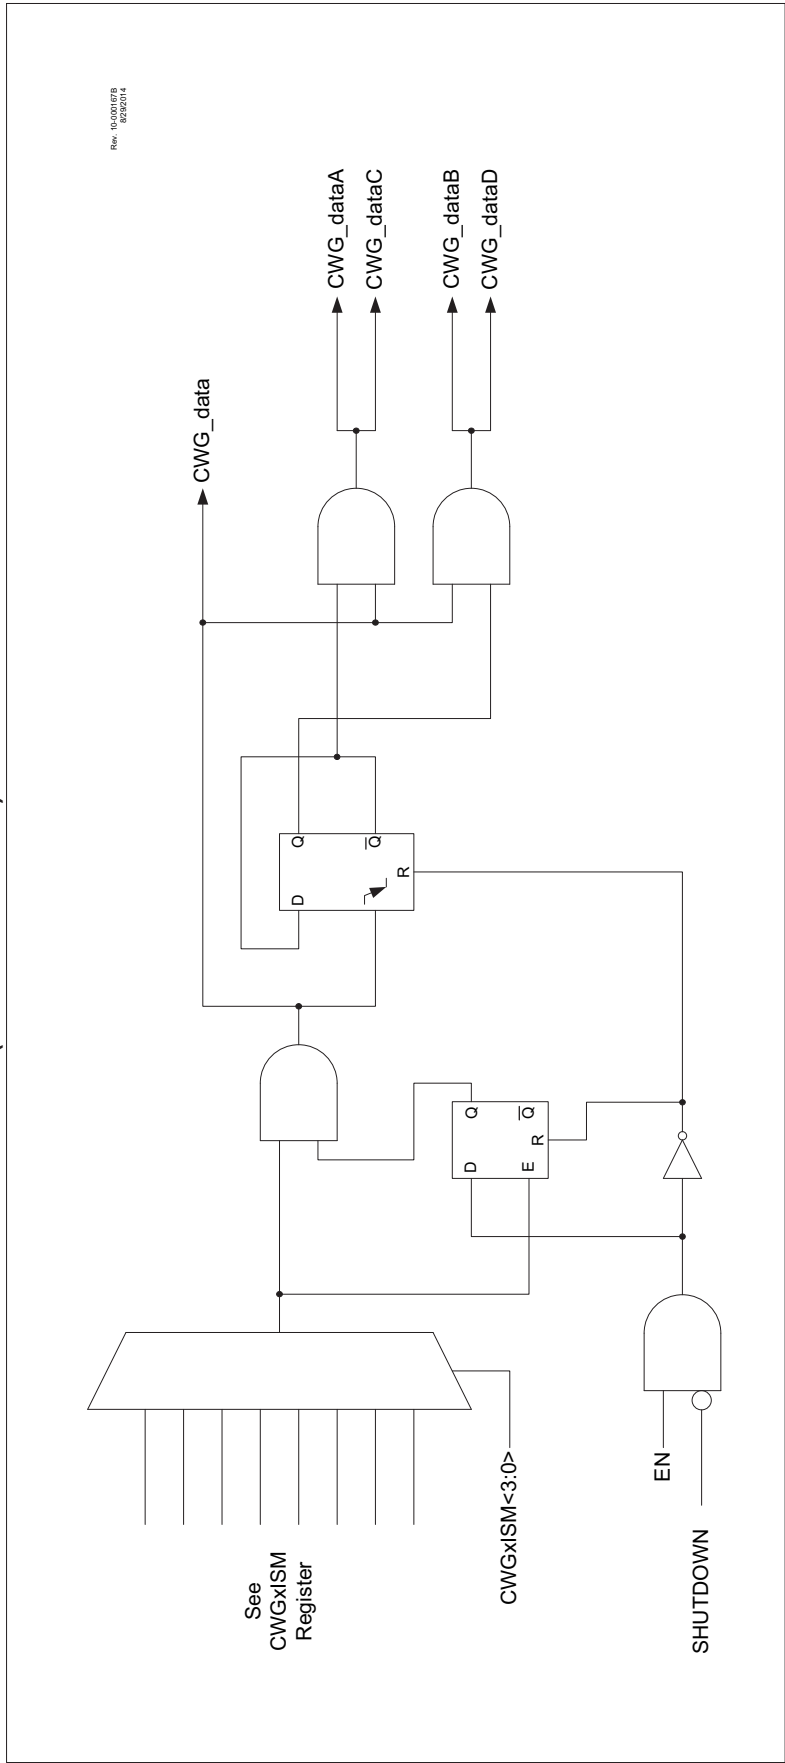 Rev. 10-000167B
8/29/2014
See
CWGxISM
Register
CWGxISM<3:0>
EN
SHUTDOWN
D
Q
E
Q
R
D
Q
Q
R
CWG_data
CWG_dataA
CWG_dataC
CWG_dataB
CWG_dataD